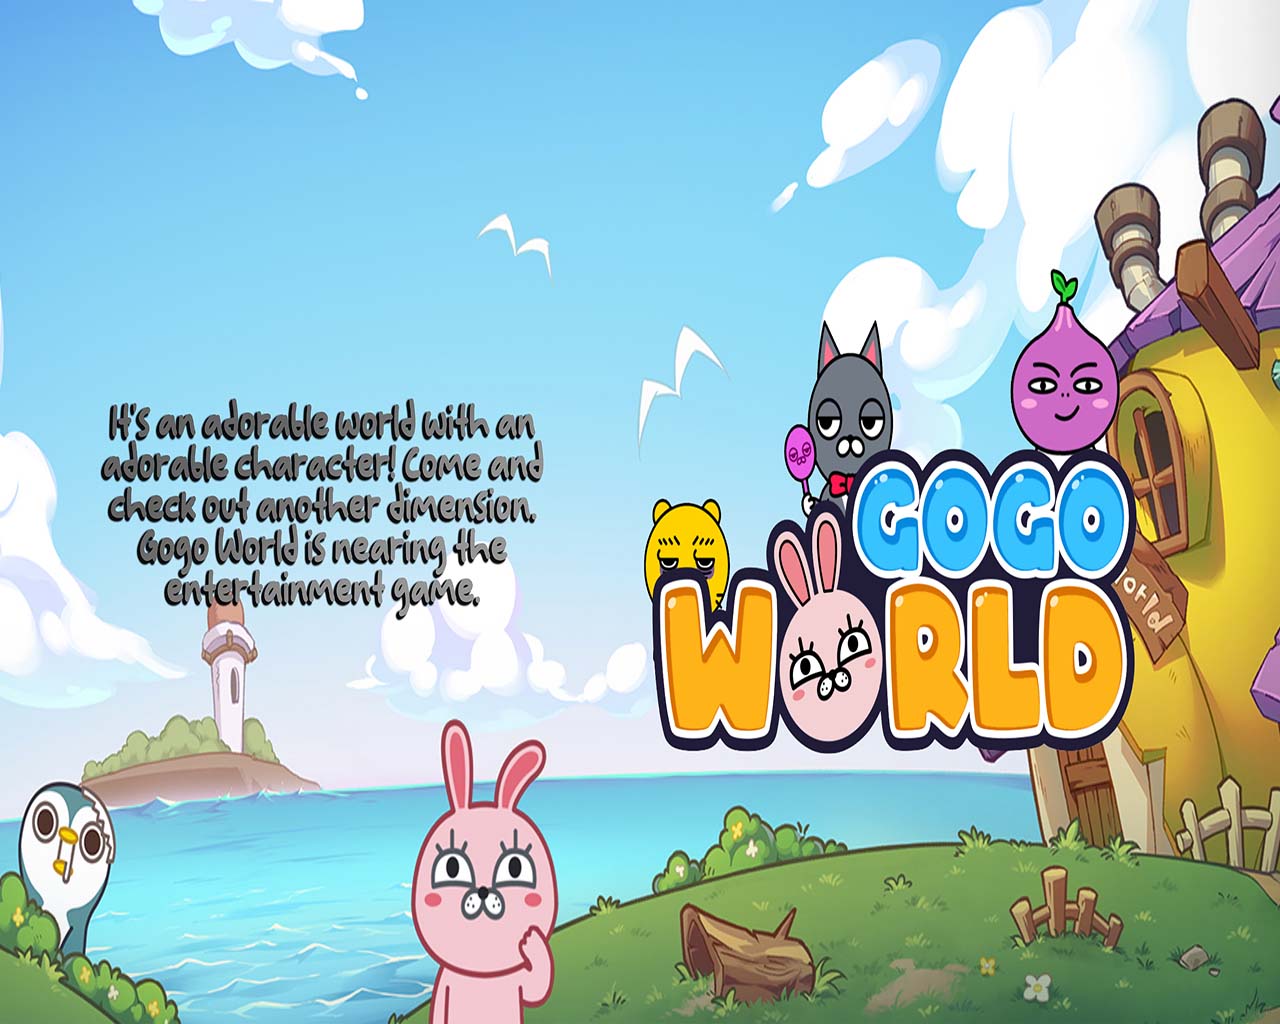 It's an adorable world with an
adorable character! Come and
check out another dimension.
Gogo World is nearing the
entertainment game.
GOGO
WORLD